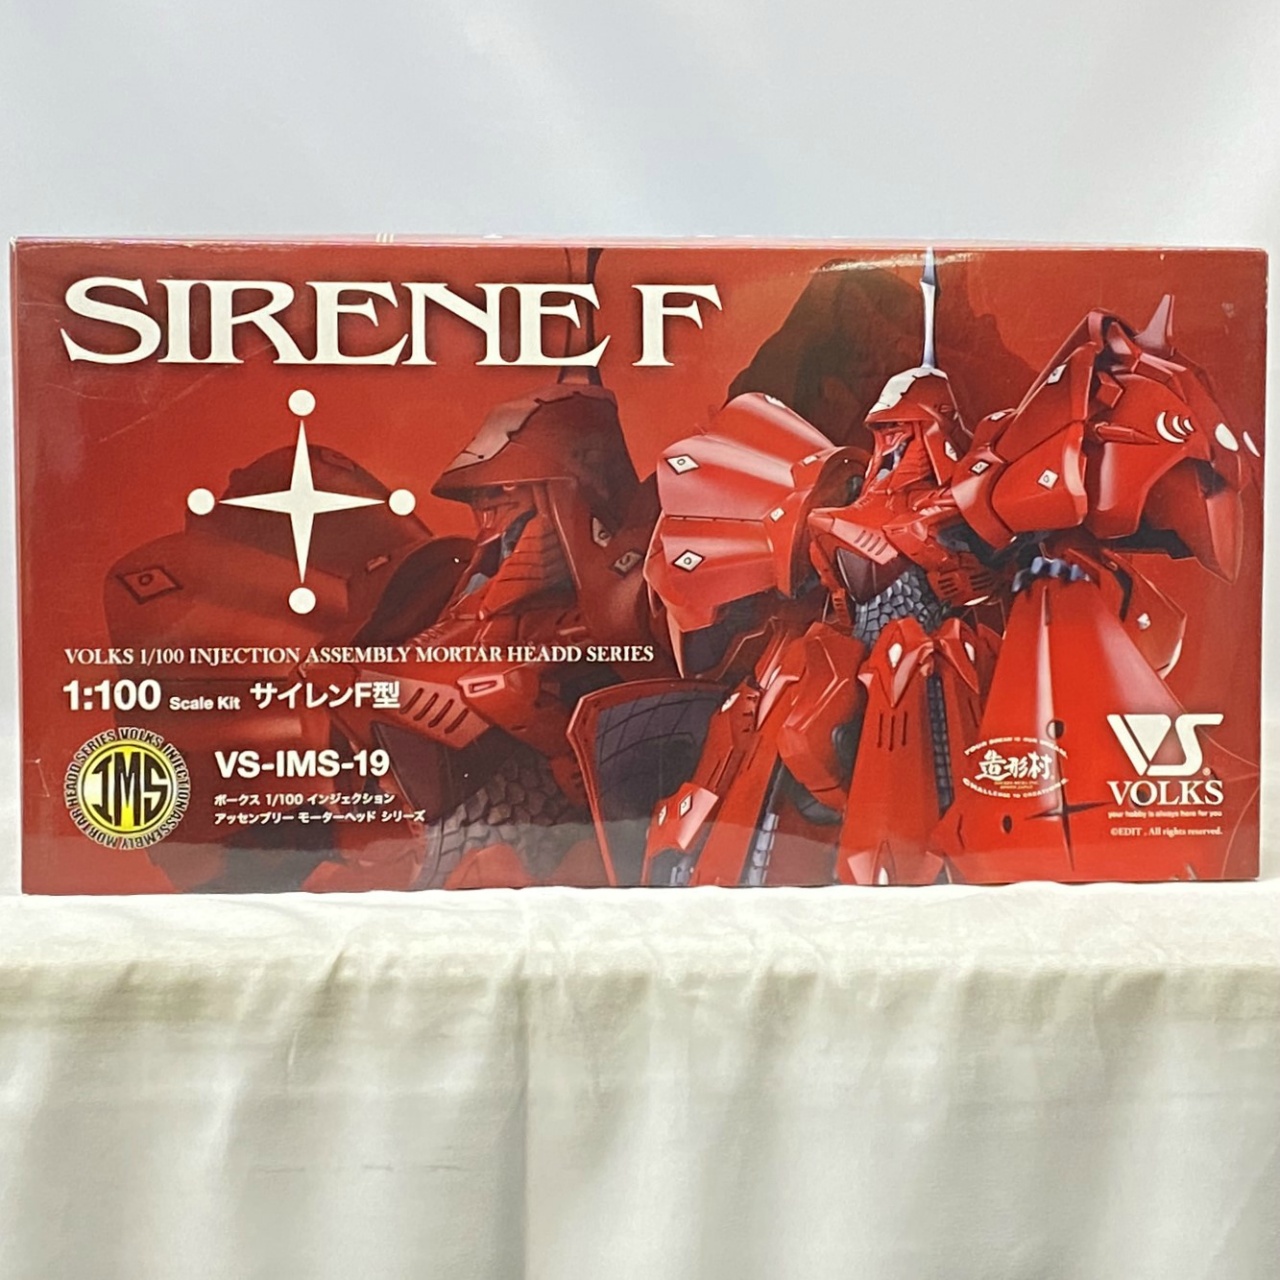 SIRENE F
VOLKS 1/100 INJECTION ASSEMBLY MORTAR HEADD SERIES
1:100 Scale Kit サイレンF型
VS-IMS-19
ボークス 1/100 インジェクション
アッセンブリー モーターヘッド シリーズ
VOLKS INJECTION ASSEMBLY MORTAR HEADD SERIES
IMS
造形村
VS
VOLKS
your hobby is always here for you
©EDIT , All rights reserved.